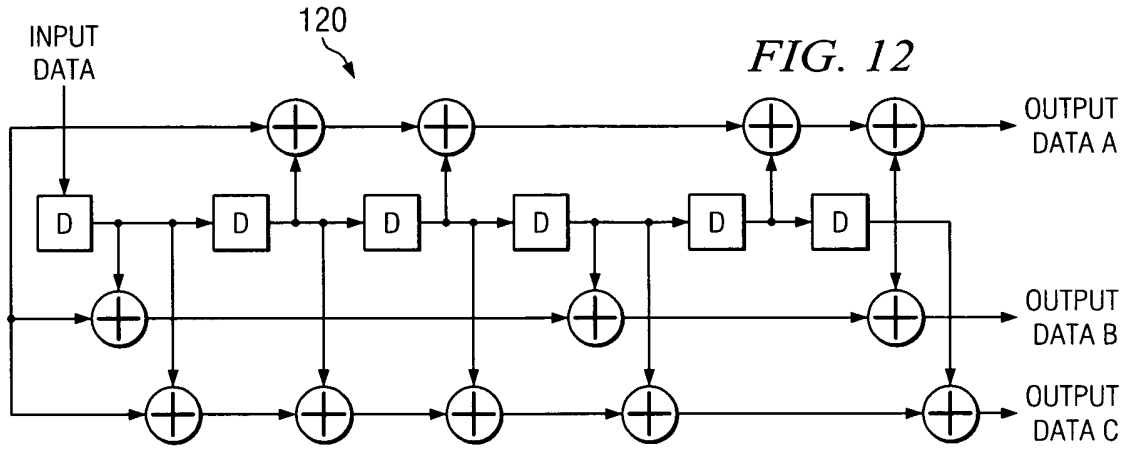 120
FIG. 12
INPUT
DATA
OUTPUT
DATA A
D D D D D D
OUTPUT
DATA B
OUTPUT
DATA C